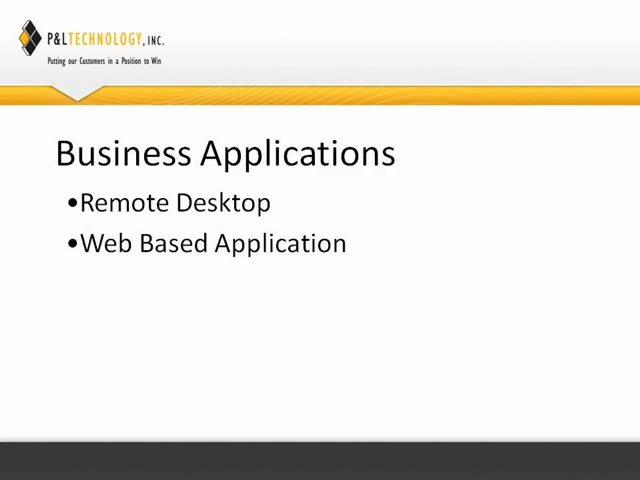 P&LTECHNOLOGY, INC.
Putting our Customers in a Position to Win
Business Applications
•Remote Desktop
•Web Based Application